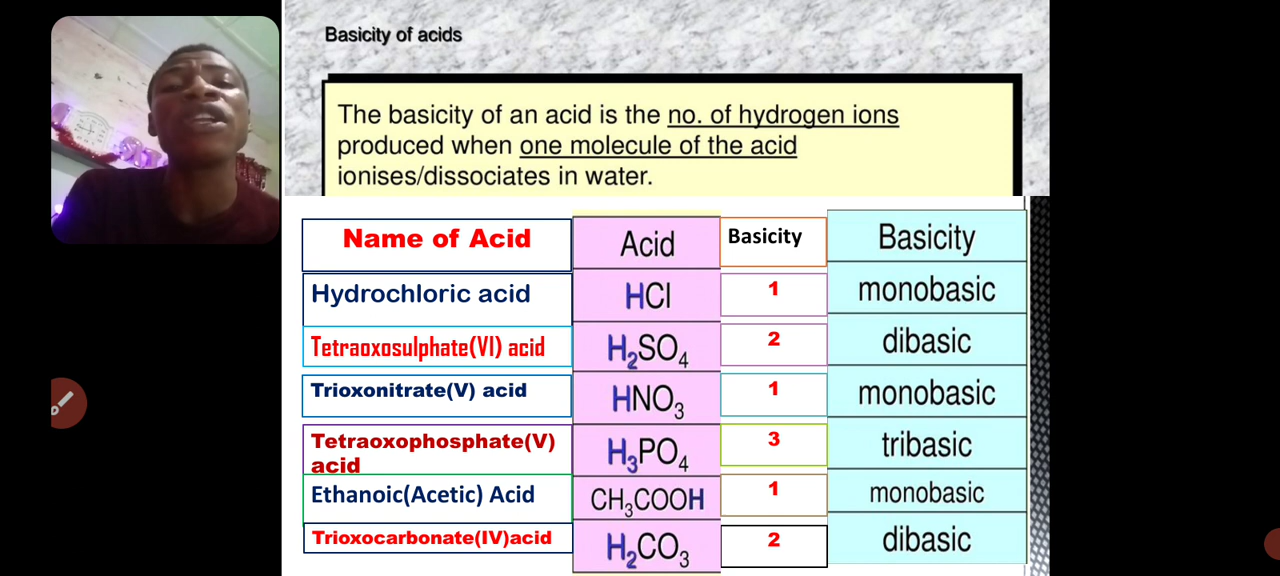 Basicity of acids
The basicity of an acid is the no. of hydrogen ions
produced when one molecule of the acid
ionises/dissociates in water.
Name of Acid Acid Basicity Basicity
Hydrochloric acid HCl 1 monobasic
Tetraoxosulphate(VI) acid H₂SO₄ 2 dibasic
Trioxonitrate(V) acid HNO₃ 1 monobasic
Tetraoxophosphate(V)
acid H₃PO₄ 3 tribasic
Ethanoic(Acetic) Acid CH₃COOH 1 monobasic
Trioxocarbonate(IV)acid H₂CO₃ 2 dibasic